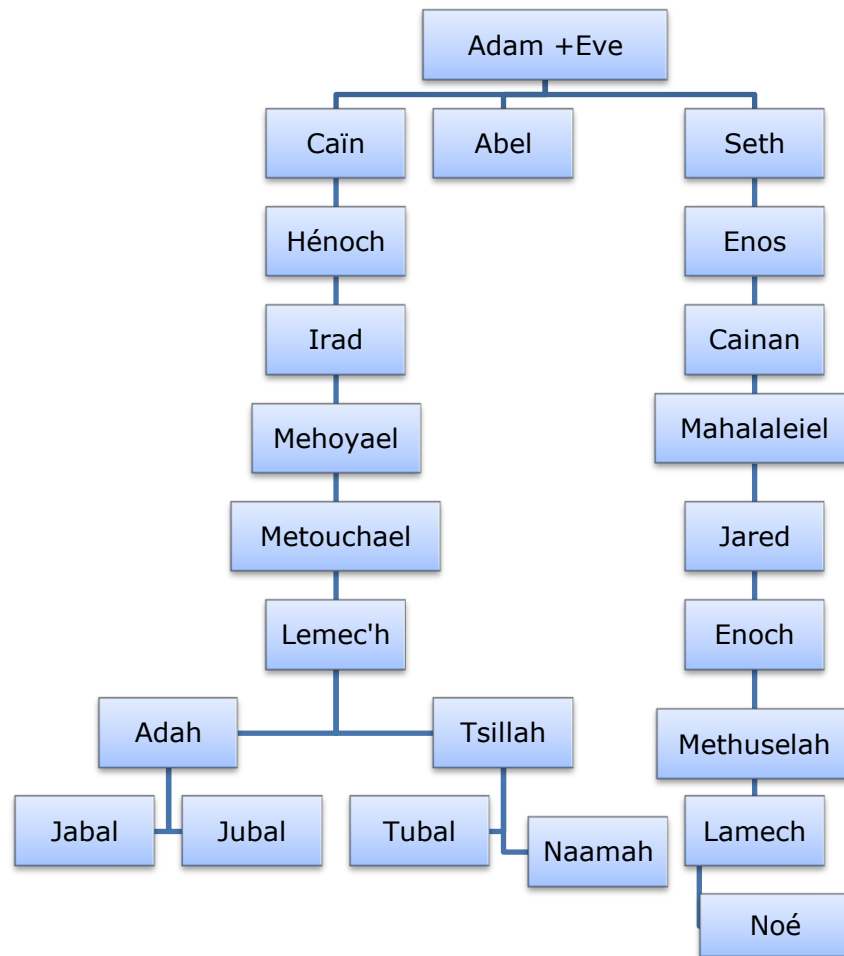 Adam +Eve
Caïn
Abel
Seth
Hénoch
Enos
Irad
Cainan
Mehoyael
Mahalaleiel
Metouchael
Jared
Lemec'h
Enoch
Adah
Tsillah
Methuselah
Jabal
Jubal
Tubal
Naamah
Lamech
Noé